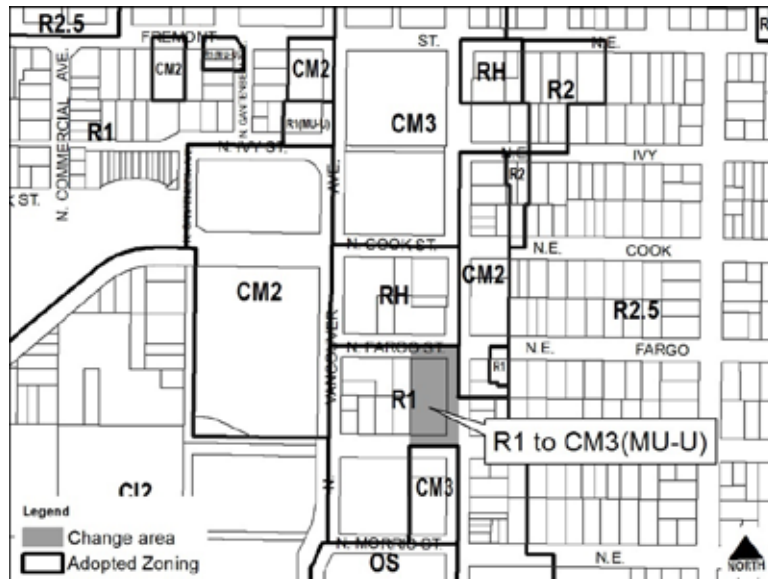 R2.5
FREMONT
ST.
N.E.
N. COMMERCIAL AVE.
CM2
CM2
N. GANTENBEIN
RH
R2
R1
R1(MU-U)
CM3
N. IVY ST.
N.E.
IVY
R2
ST.
AVE.
N. COOK ST.
N.E.
COOK
CM2
RH
CM2
R2.5
VANCOUVER
N. FARGO ST.
N.E.
FARGO
R1
R1
R1 to CM3(MU-U)
CI2
N.
CM3
Legend
Change area
Adopted Zoning
N. MORRIS ST.
OS
N.E.
NORTH